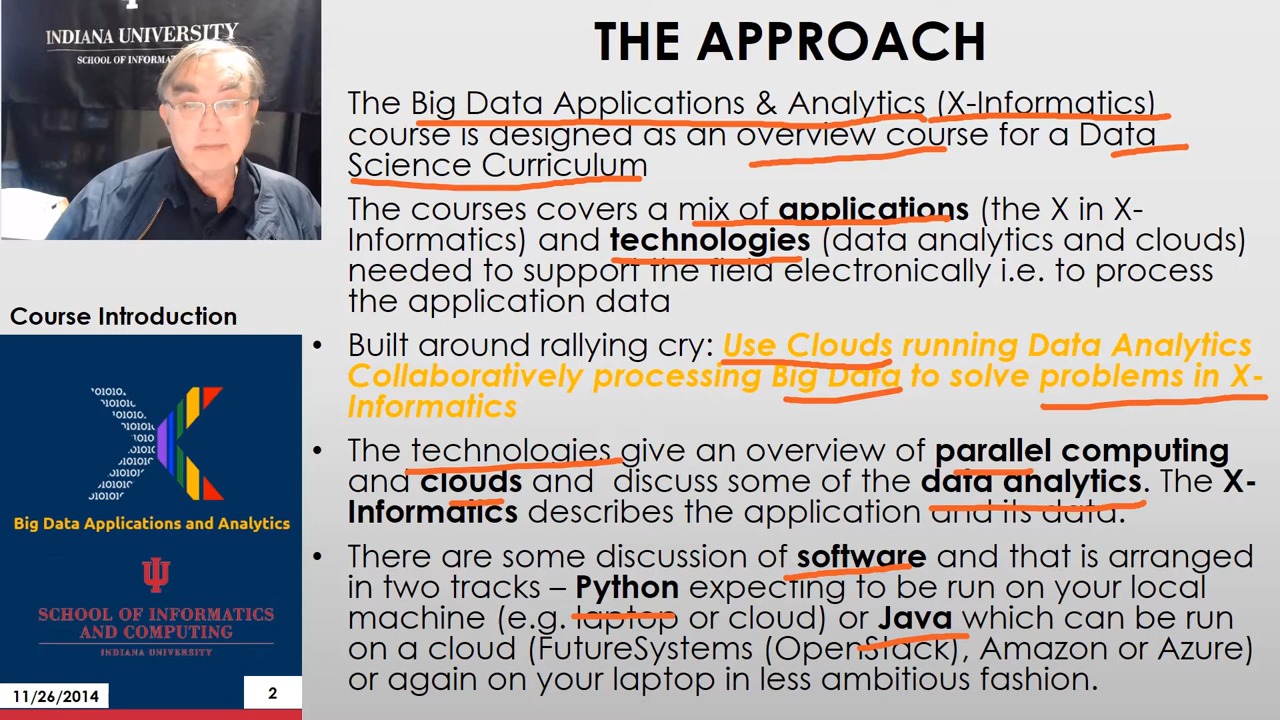 INDIANA UNIVERSITY
SCHOOL OF INFORMAT
THE APPROACH
The Big Data Applications & Analytics (X-Informatics)
course is designed as an overview course for a Data
Science Curriculum
The courses covers a mix of applications (the X in X-
Informatics) and technologies (data analytics and clouds)
needed to support the field electronically i.e. to process
the application data
• Built around rallying cry: Use Clouds running Data Analytics
Collaboratively processing Big Data to solve problems in X-
Informatics
• The technologies give an overview of parallel computing
and clouds and discuss some of the data analytics. The X-
Informatics describes the application and its data.
• There are some discussion of software and that is arranged
in two tracks – Python expecting to be run on your local
machine (e.g. laptop or cloud) or Java which can be run
on a cloud (FutureSystems (OpenStack), Amazon or Azure)
or again on your laptop in less ambitious fashion.
Course Introduction
Big Data Applications and Analytics
SCHOOL OF INFORMATICS
AND COMPUTING
INDIANA UNIVERSITY
11/26/2014
2